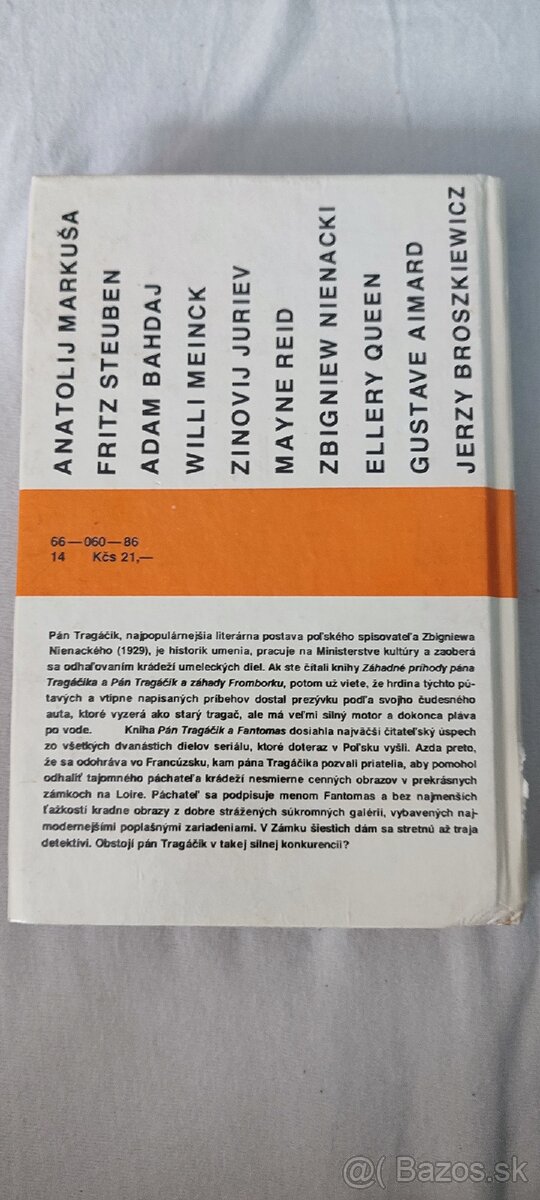 ANATOLIJ MARKUŠA
FRITZ STEUBEN
ADAM BAHDAJ
WILLI MEINCK
ZINOVIJ JURIEV
MAYNE REID
ZBIGNIEW NIENACKI
ELLERY QUEEN
GUSTAVE AIMARD
JERZY BROSZKIEWICZ
66—060—86
14 Kčs 21,—
Pán Tragáčik, najpopulárnejšia literárna postava poľského spisovateľa Zbigniewa
Nienackého (1929), je historik umenia, pracuje na Ministerstve kultúry a zaoberá
sa odhaľovaním krádeží umeleckých diel. Ak ste čítali knihy Záhadné príhody pána
Tragáčika a Pán Tragáčik a záhady Fromborku, potom už viete, že hrdina týchto pú-
tavých a vtipne napísaných príbehov dostal prezývku podľa svojho čudesného
auta, ktoré vyzerá ako starý tragač, ale má veľmi silný motor a dokonca pláva
po vode. Kniha Pán Tragáčik a Fantomas dosiahla najväčší čitateľský úspech
zo všetkých dvanástich dielov seriálu, ktoré doteraz v Poľsku vyšli. Azda preto,
že sa odohráva vo Francúzsku, kam pána Tragáčika pozvali priatelia, aby pomohol
odhaliť tajomného páchateľa krádeží nesmierne cenných obrazov v prekrásnych
zámkoch na Loire. Páchateľ sa podpisuje menom Fantomas a bez najmenších
ťažkostí kradne obrazy z dobre strážených súkromných galérií, vybavených naj-
modernejšími poplašnými zariadeniami. V Zámku šiestich dám sa stretnú až traja
detektívi. Obstojí pán Tragáčik v takej silnej konkurencii?
@( Bazos.sk